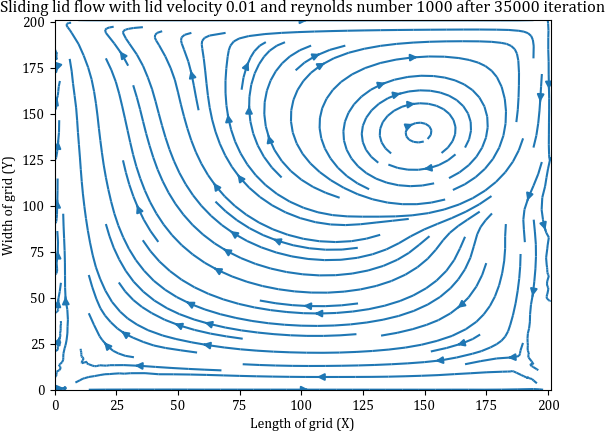 Sliding lid flow with lid velocity 0.01 and reynolds number 1000 after 35000 iteration
200
175
150
125
100
75
50
25
0
Width of grid (Y)
0 25 50 75 100 125 150 175 200
Length of grid (X)